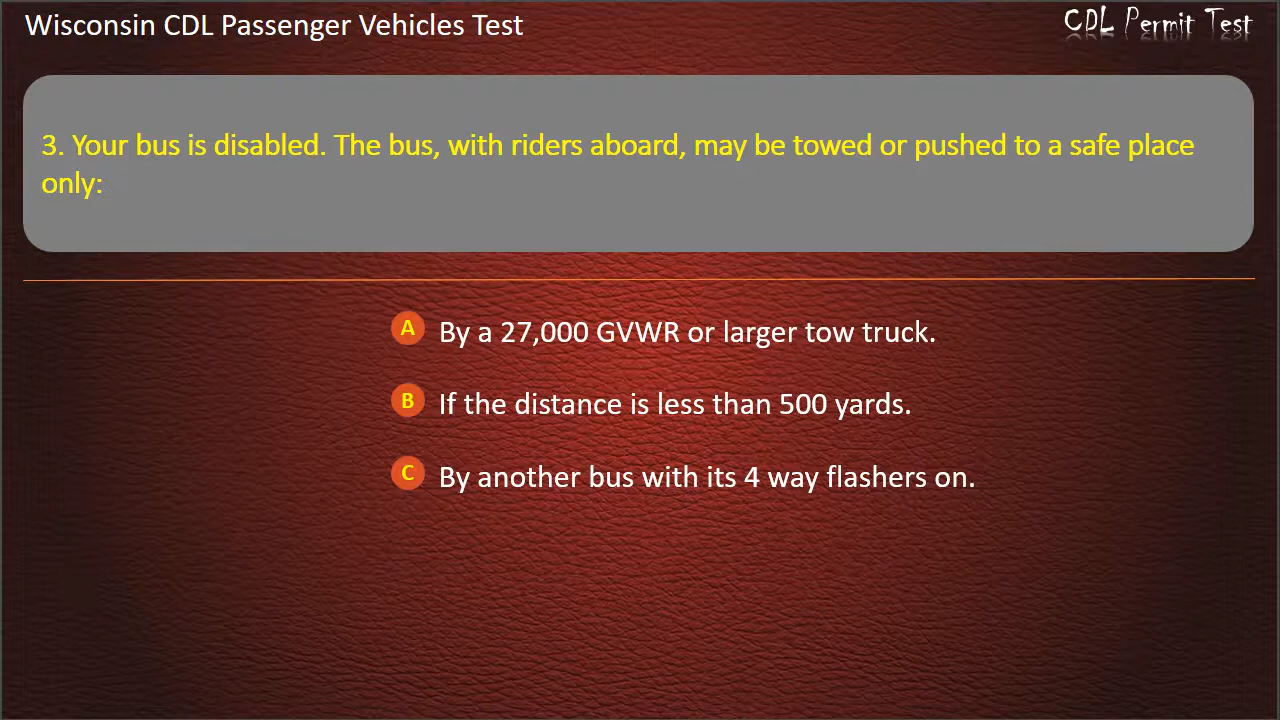 Wisconsin CDL Passenger Vehicles Test
CDL Permit Test
3. Your bus is disabled. The bus, with riders aboard, may be towed or pushed to a safe place
only:
A By a 27,000 GVWR or larger tow truck.
B If the distance is less than 500 yards.
C By another bus with its 4 way flashers on.